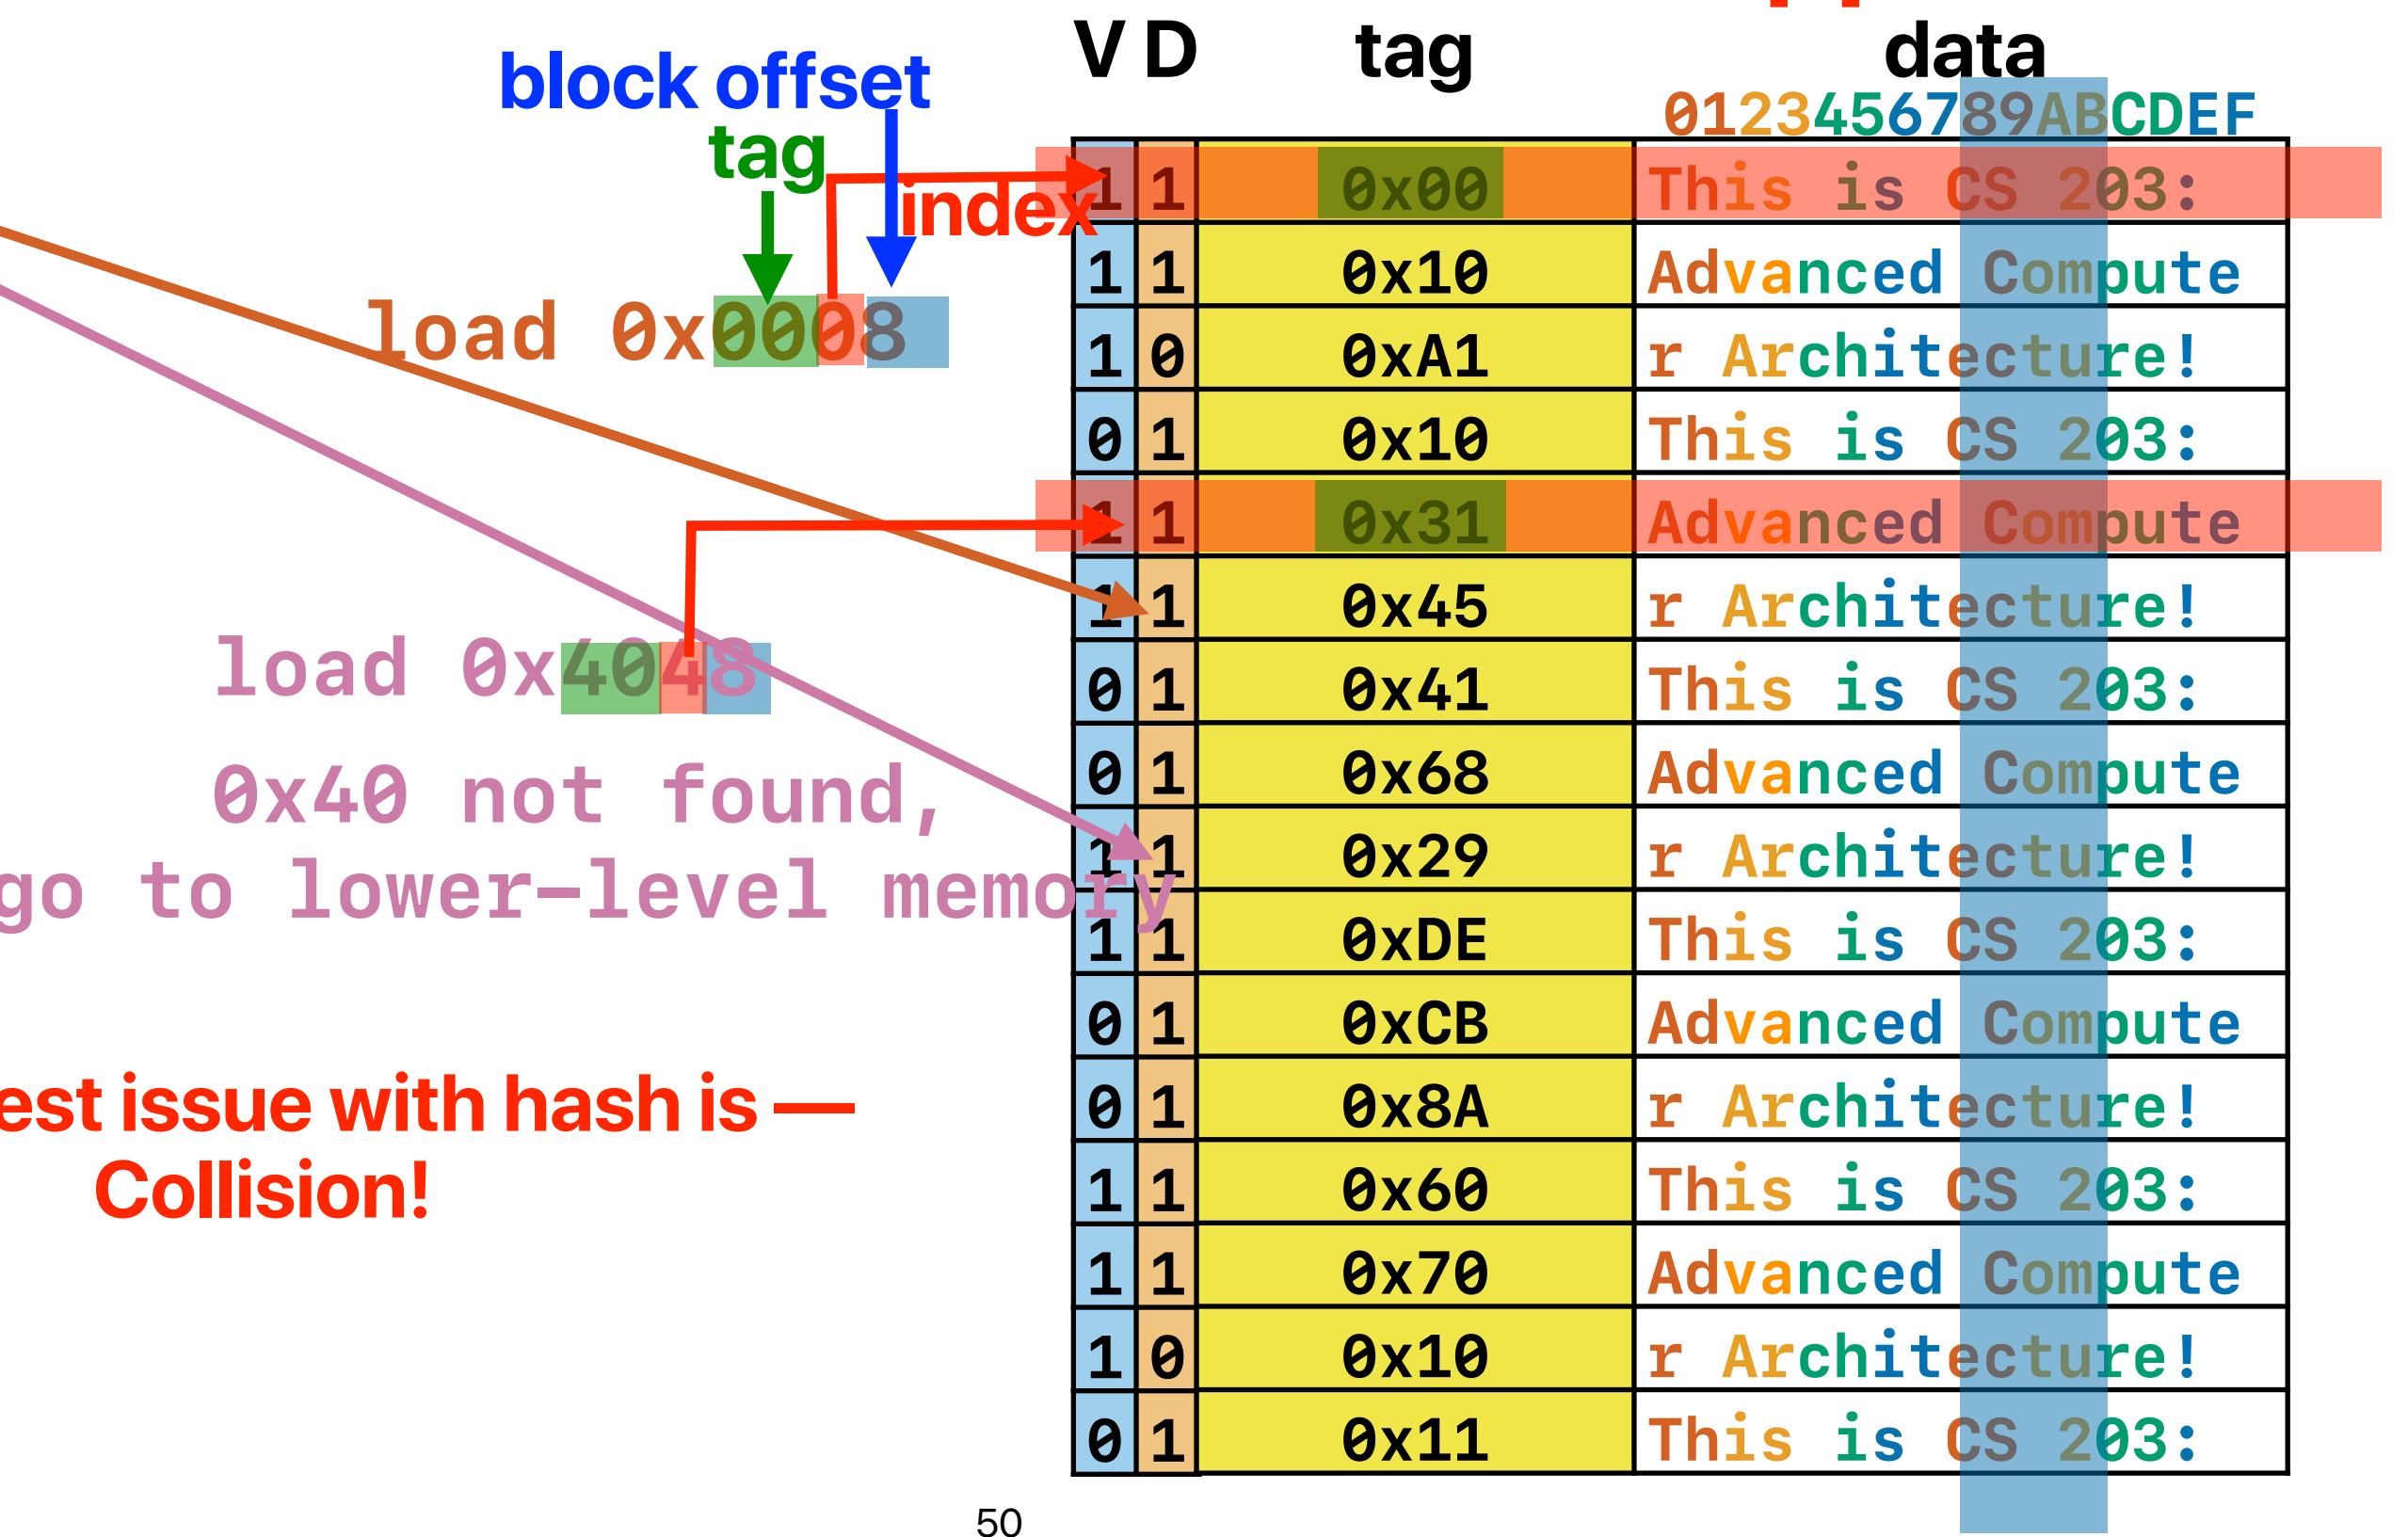 V D tag data
block offset
0123456789ABCDEF
tag
index
load 0x0008
1 1 0x00 This is CS 203:
1 1 0x10 Advanced Compute
1 0 0xA1 r Architecture!
0 1 0x10 This is CS 203:
1 1 0x31 Advanced Compute
1 1 0x45 r Architecture!
0 1 0x41 This is CS 203:
0 1 0x68 Advanced Compute
1 1 0x29 r Architecture!
1 1 0xDE This is CS 203:
0 1 0xCB Advanced Compute
0 1 0x8A r Architecture!
1 1 0x60 This is CS 203:
1 1 0x70 Advanced Compute
1 0 0x10 r Architecture!
0 1 0x11 This is CS 203:
load 0x4048
0x40 not found,
go to lower-level memory
est issue with hash is —
Collision!
50